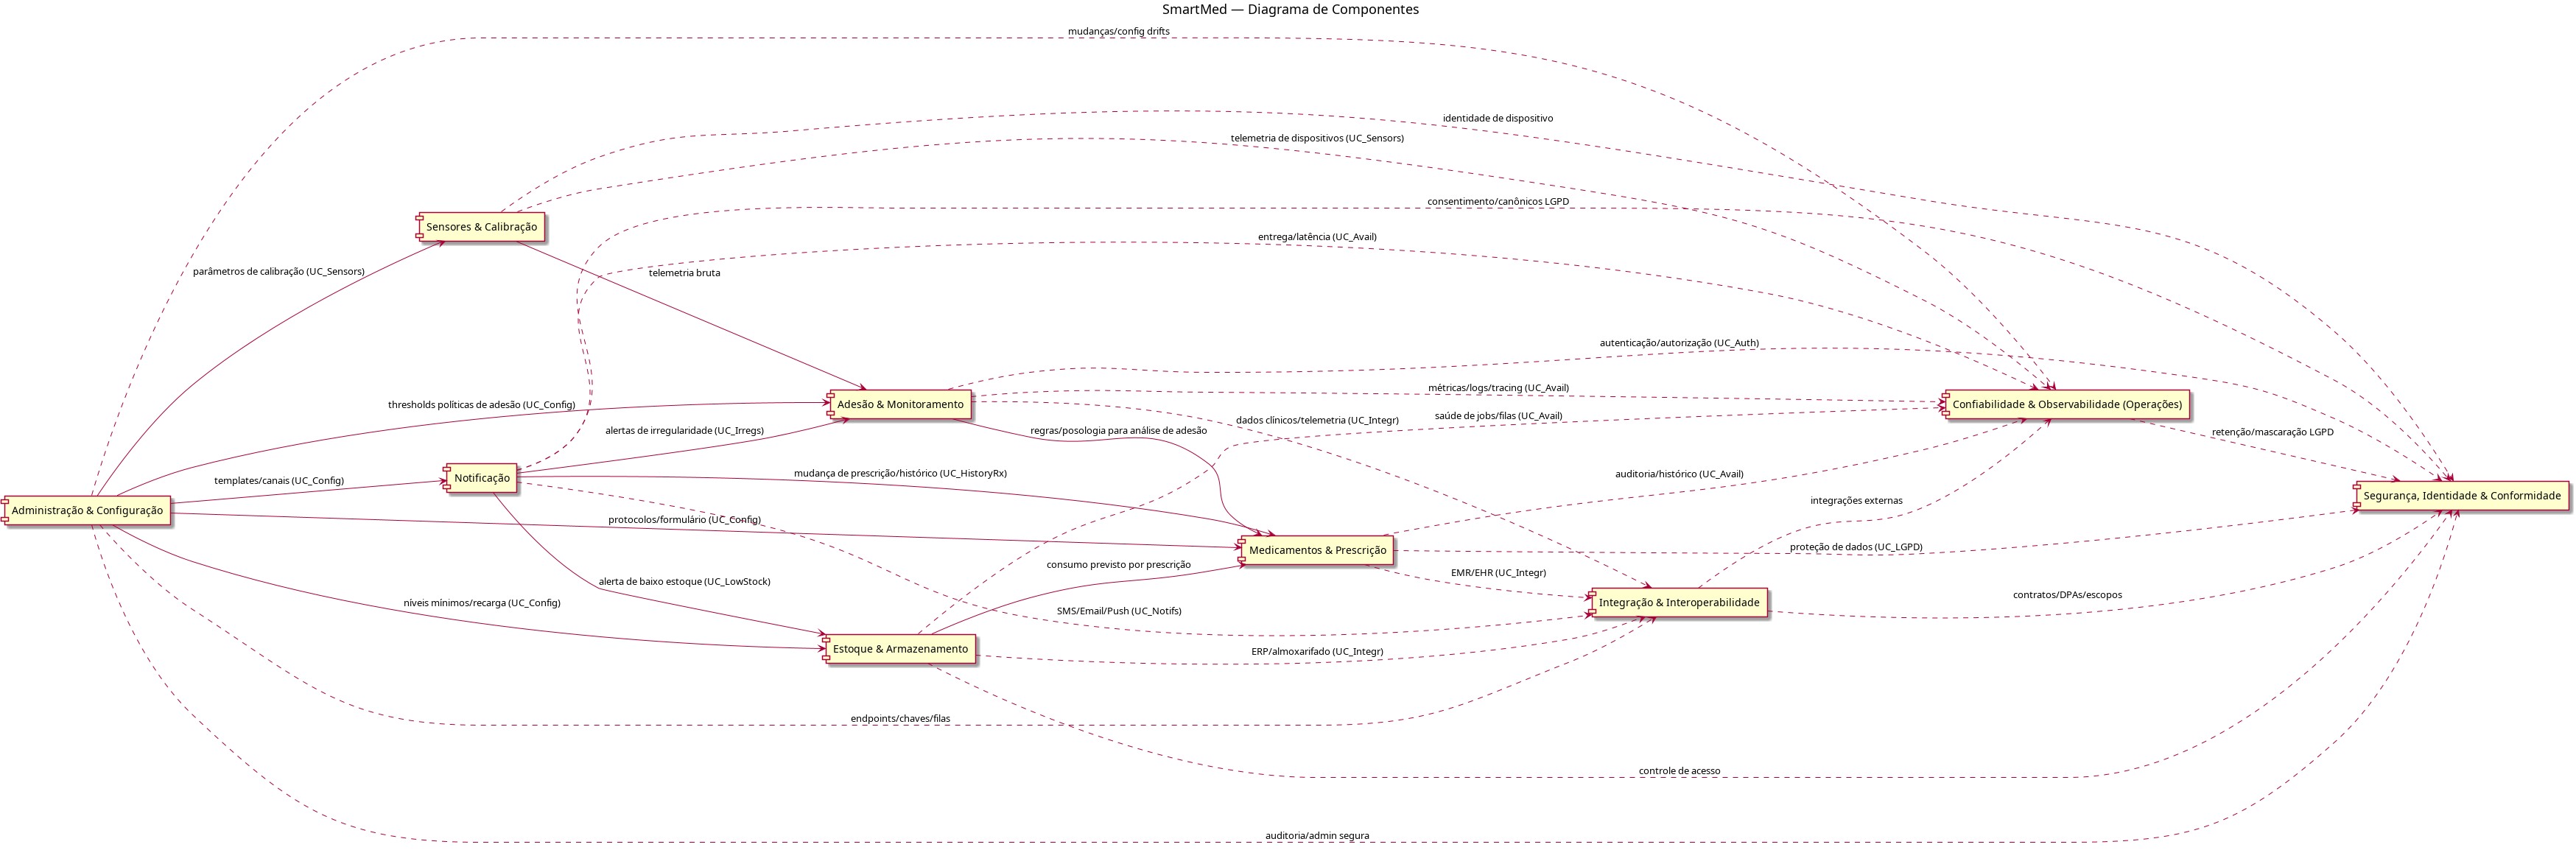 SmartMed — Diagrama de Componentes
mudanças/config drifts
identidade de dispositivo
telemetria de dispositivos (UC_Sensors)
consentimento/canônicos LGPD
Sensores & Calibração
entrega/latência (UC_Avail)
parâmetros de calibração (UC_Sensors)
telemetria bruta
autenticação/autorização (UC_Auth)
métricas/logs/tracing (UC_Avail)
thresholds políticas de adesão (UC_Config)
Adesão & Monitoramento
Confiabilidade & Observabilidade (Operações)
saúde de jobs/filas (UC_Avail)
dados clínicos/telemetria (UC_Integr)
alertas de irregularidade (UC_Irregs)
regras/posologia para análise de adesão
retenção/mascaração LGPD
mudança de prescrição/histórico (UC_HistoryRx)
auditoria/histórico (UC_Avail)
templates/canais (UC_Config)
Notificação
Segurança, Identidade & Conformidade
integrações externas
Administração & Configuração
protocolos/formulário (UC_Config)
Medicamentos & Prescrição
proteção de dados (UC_LGPD)
consumo previsto por prescrição
EMR/EHR (UC_Integr)
alerta de baixo estoque (UC_LowStock)
contratos/DPAs/escopos
níveis mínimos/recarga (UC_Config)
Integração & Interoperabilidade
SMS/Email/Push (UC_Notifs)
Estoque & Armazenamento
ERP/almoxarifado (UC_Integr)
endpoints/chaves/filas
controle de acesso
auditoria/admin segura